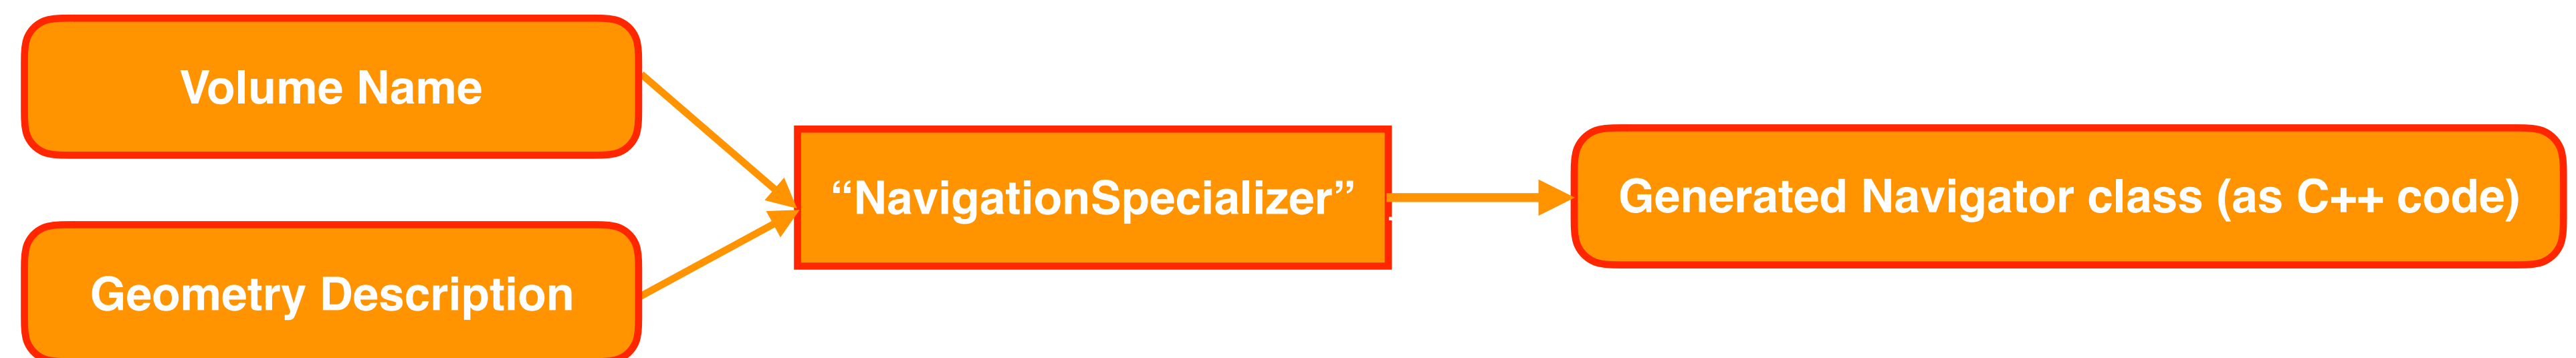 Volume Name
Geometry Description
“NavigationSpecializer”
Generated Navigator class (as C++ code)